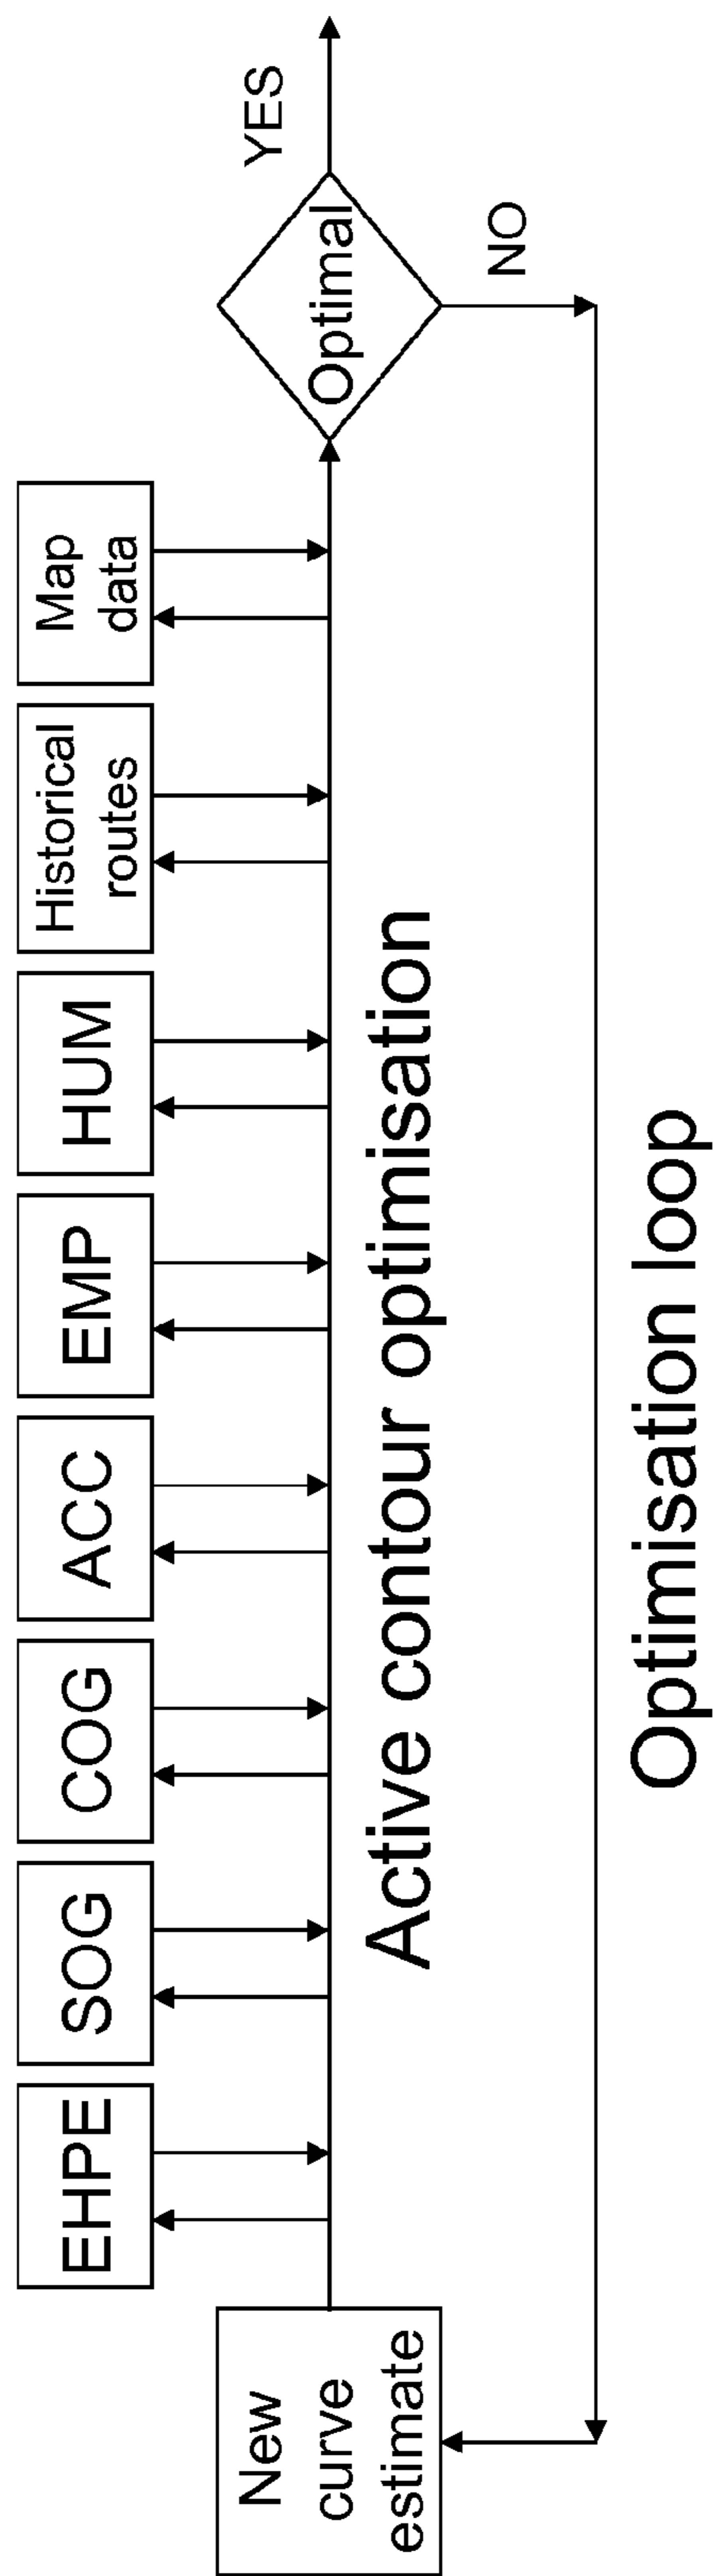 EHPE
SOG
COG
ACC
EMP
HUM
Historical
routes
Map
data
New
curve
estimate
Optimal
YES
NO
Active contour optimisation
Optimisation loop